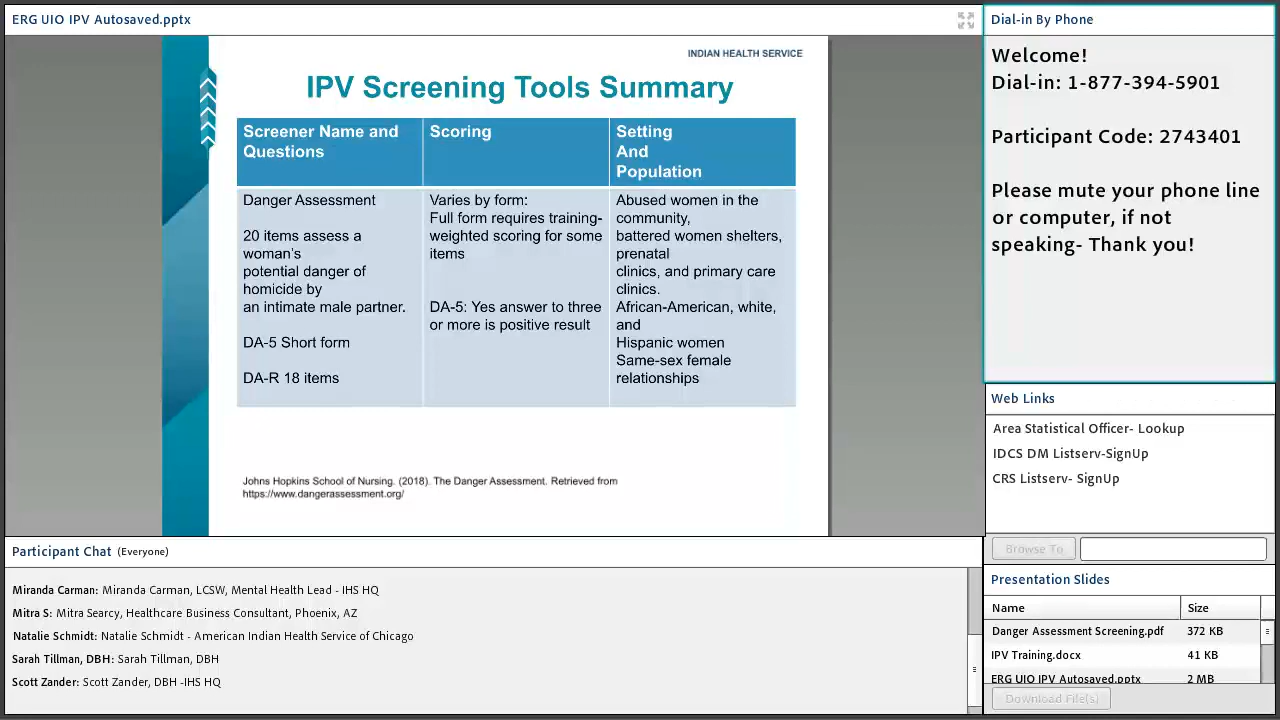 ERG UIO IPV Autosaved.pptx
INDIAN HEALTH SERVICE
IPV Screening Tools Summary
Screener Name and
Questions
Scoring
Setting
And
Population
Danger Assessment
20 items assess a
woman's
potential danger of
homicide by
an intimate male partner.
DA-5 Short form
DA-R 18 items
Varies by form:
Full form requires training-
weighted scoring for some
items
DA-5: Yes answer to three
or more is positive result
Abused women in the
community,
battered women shelters,
prenatal
clinics, and primary care
clinics.
African-American, white,
and
Hispanic women
Same-sex female
relationships
Johns Hopkins School of Nursing. (2018). The Danger Assessment. Retrieved from
https://www.dangerassessment.org/
Participant Chat (Everyone)
Miranda Carman: Miranda Carman, LCSW, Mental Health Lead - IHS HQ
Mitra S: Mitra Searcy, Healthcare Business Consultant, Phoenix, AZ
Natalie Schmidt: Natalie Schmidt - American Indian Health Service of Chicago
Sarah Tillman, DBH: Sarah Tillman, DBH
Scott Zander: Scott Zander, DBH -IHS HQ
Dial-in By Phone
Welcome!
Dial-in: 1-877-394-5901
Participant Code: 2743401
Please mute your phone line
or computer, if not
speaking- Thank you!
Web Links
Area Statistical Officer- Lookup
IDCS DM Listserv-SignUp
CRS Listserv- SignUp
Browse To
Presentation Slides
Name Size
Danger Assessment Screening.pdf 372 KB
IPV Training.docx 41 KB
ERG UIO IPV Autosaved.pptx 2 MB
Download File(s)